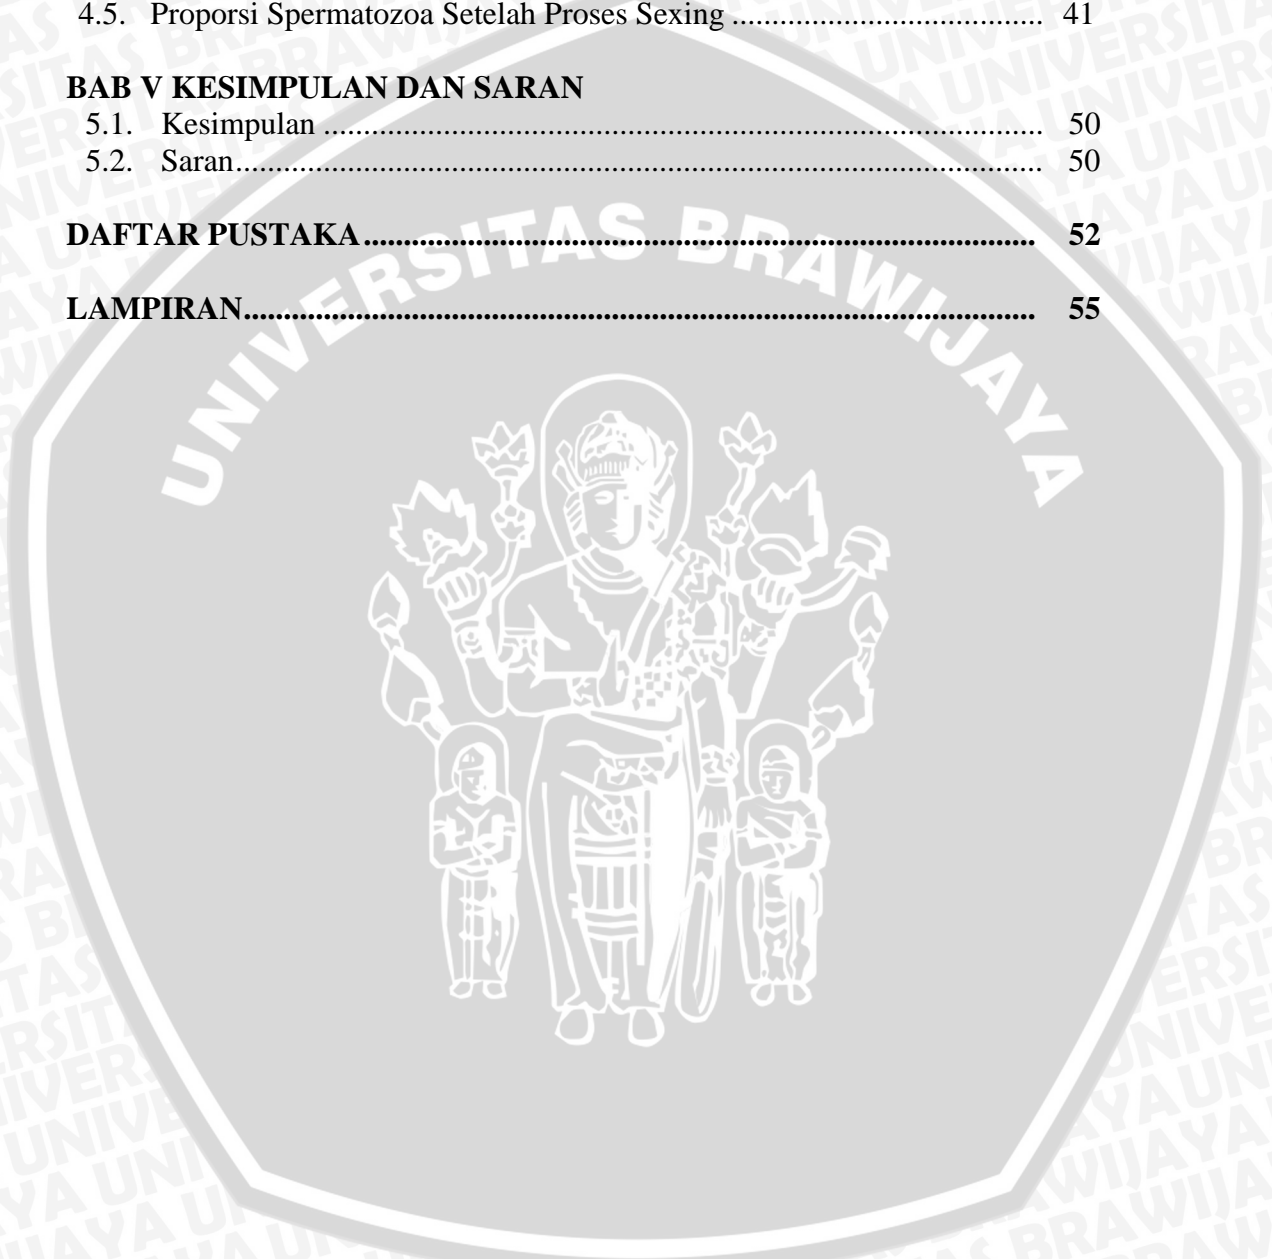 4.5. Proporsi Spermatozoa Setelah Proses Sexing ..................................... 41
BAB V KESIMPULAN DAN SARAN
5.1. Kesimpulan ...................................................................................... 50
5.2. Saran................................................................................................. 50
DAFTAR PUSTAKA ................................................................................ 52
LAMPIRAN............................................................................................... 55
UNIVERSITAS BRAWIJAYA